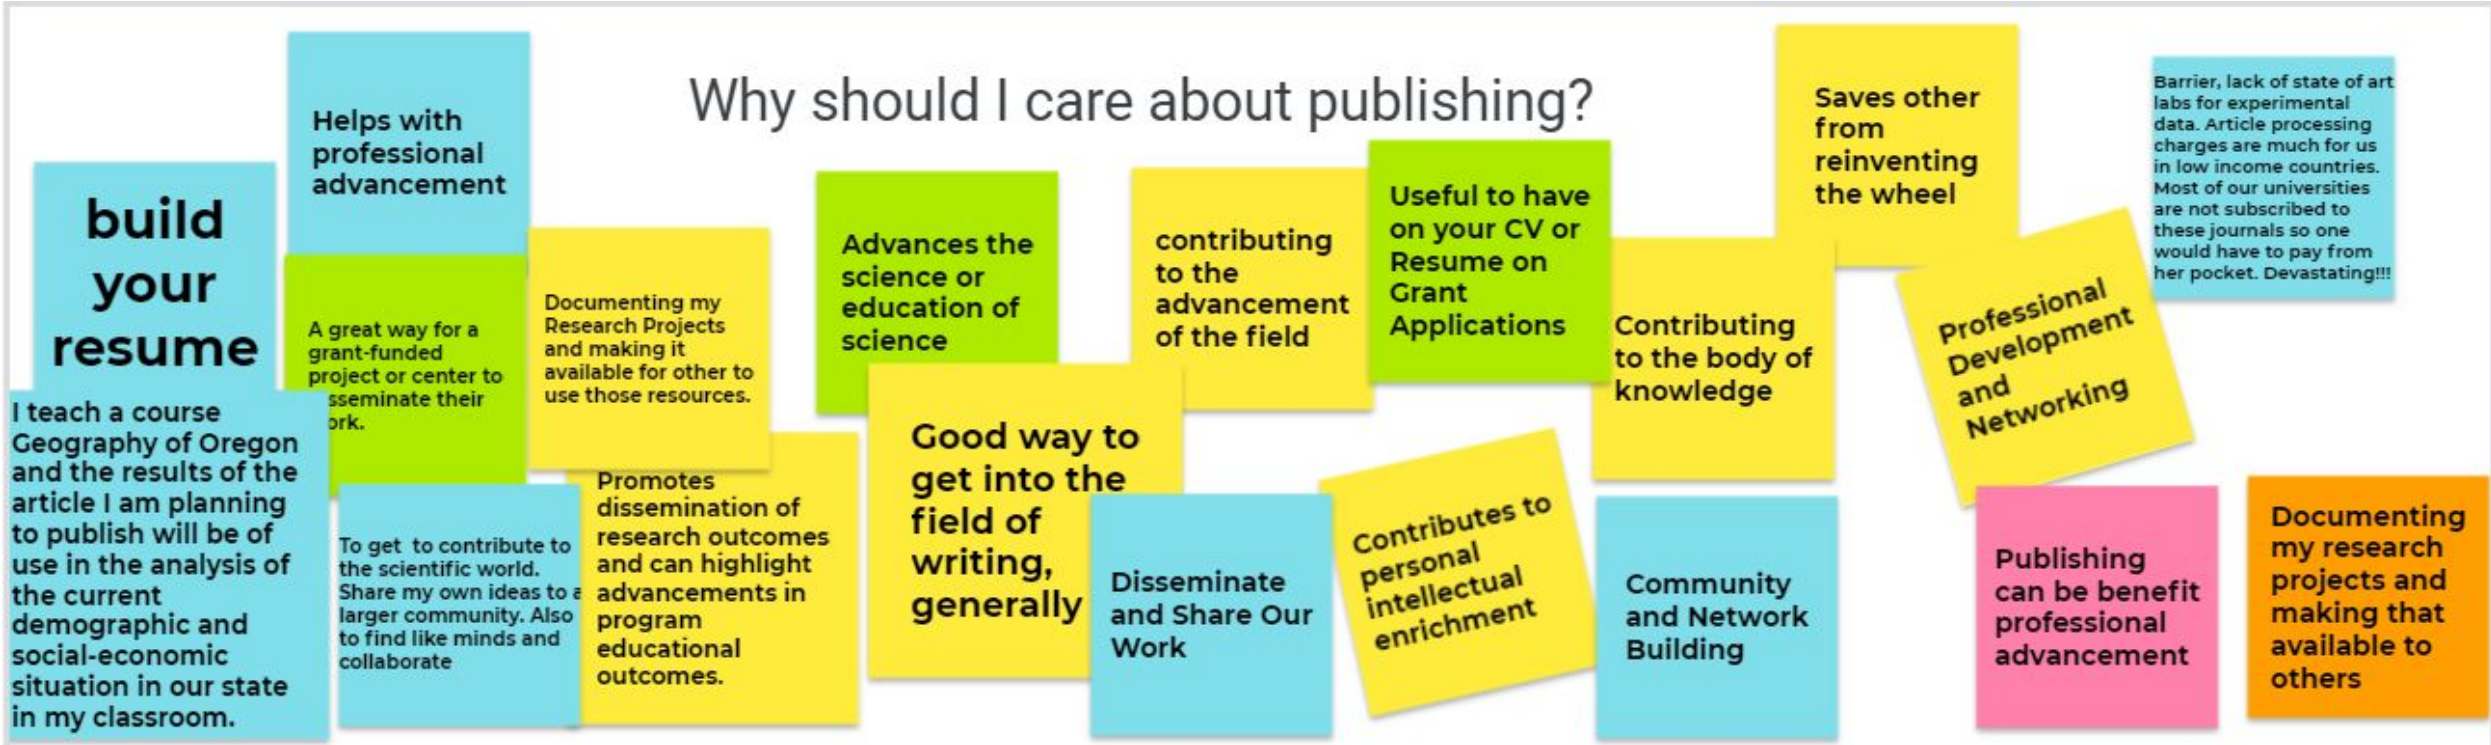 Why should I care about publishing?
Helps with
professional
advancement
build
your
resume
A great way for a
grant-funded
project or center to
sseminate their
ork.
Documenting my
Research Projects
and making it
available for other to
use those resources.
I teach a course
Geography of Oregon
and the results of the
article I am planning
to publish will be of
use in the analysis of
the current
demographic and
social-economic
situation in our state
in my classroom.
To get to contribute to
the scientific world.
Share my own ideas to a
larger community. Also
to find like minds and
collaborate
Promotes
dissemination of
research outcomes
and can highlight
advancements in
program
educational
outcomes.
Advances the
science or
education of
science
Good way to
get into the
field of
writing,
generally
contributing
to the
advancement
of the field
Useful to have
on your CV or
Resume on
Grant
Applications
Disseminate
and Share Our
Work
Contributes to
personal
intellectual
enrichment
Contributing
to the body of
knowledge
Community
and Network
Building
Saves other
from
reinventing
the wheel
Professional
Development
and
Networking
Barrier, lack of state of art
labs for experimental
data. Article processing
charges are much for us
in low income countries.
Most of our universities
are not subscribed to
these journals so one
would have to pay from
her pocket. Devastating!!!
Publishing
can be benefit
professional
advancement
Documenting
my research
projects and
making that
available to
others